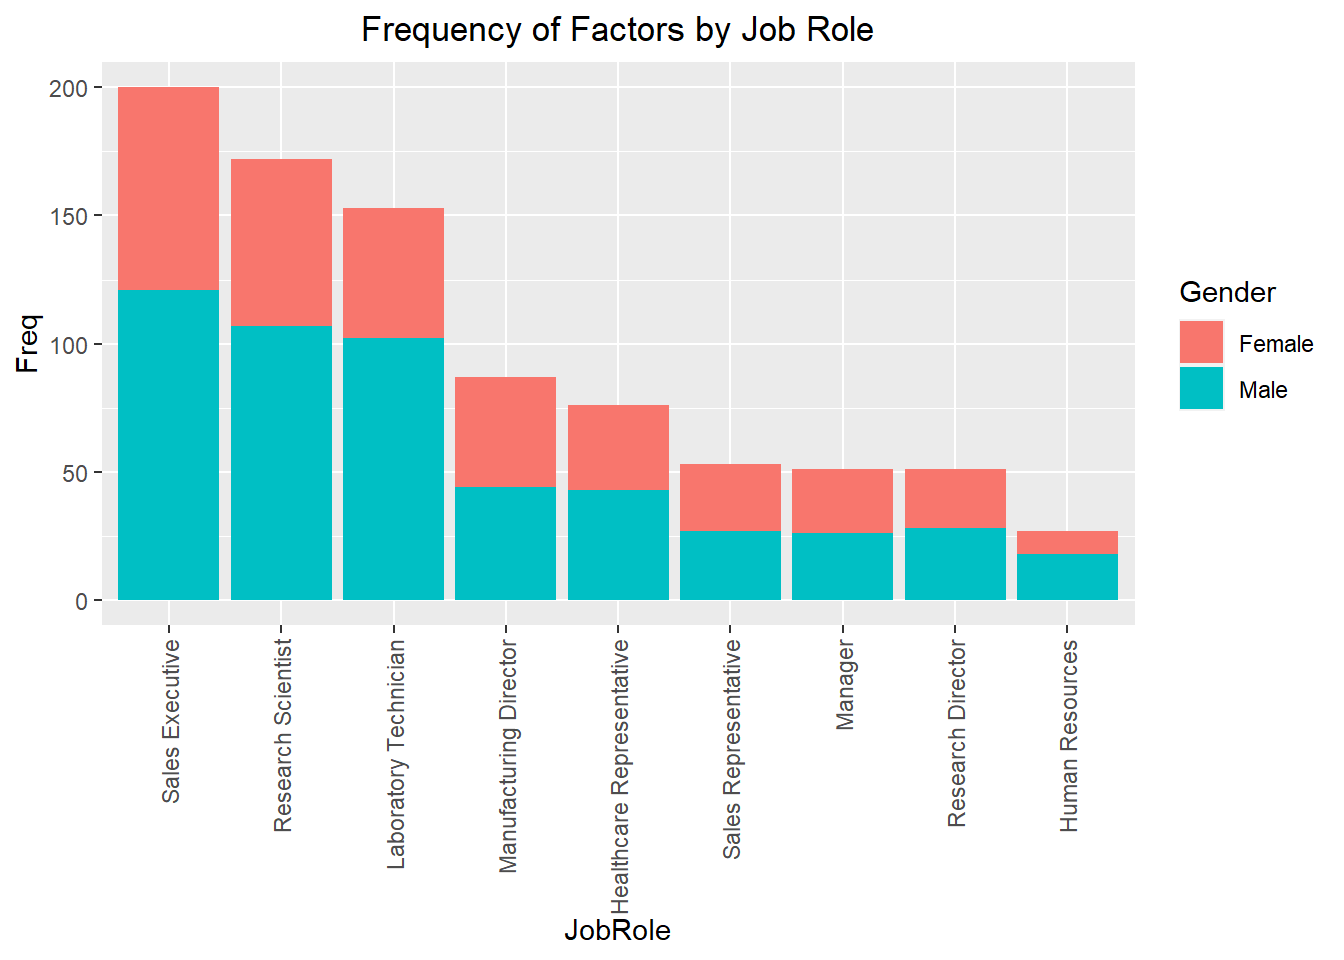 Frequency of Factors by Job Role
Freq
200
150
100
50
0
Sales Executive
Research Scientist
Laboratory Technician
Manufacturing Director
Healthcare Representative
Sales Representative
Manager
Research Director
Human Resources
JobRole
Gender
Female
Male